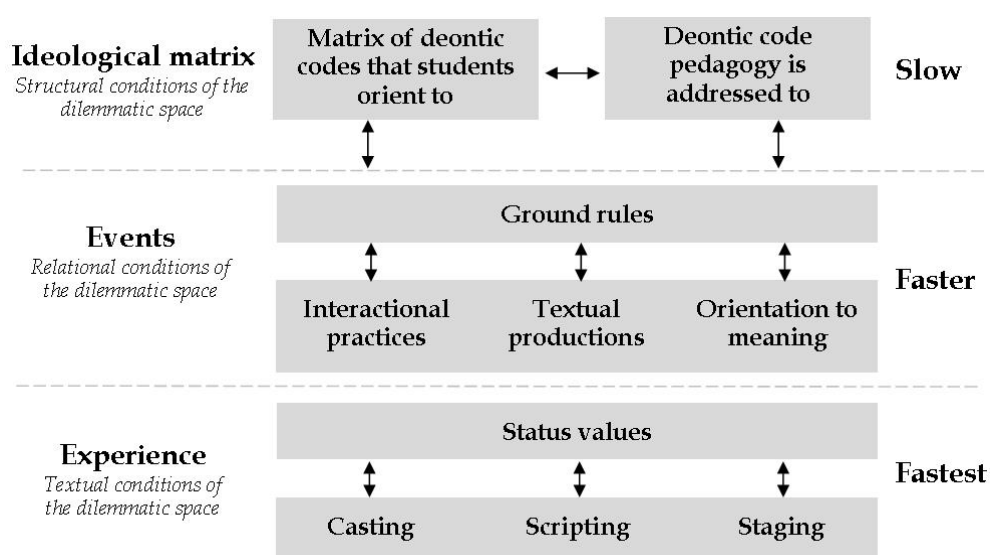 Ideological matrix
Structural conditions of the
dilemmatic space
Matrix of deontic
codes that students
orient to
Deontic code
pedagogy is
addressed to
Slow
Events
Relational conditions of
the dilemmatic space
Ground rules
Interactional
practices
Textual
productions
Orientation to
meaning
Faster
Experience
Textual conditions of
the dilemmatic space
Status values
Casting
Scripting
Staging
Fastest